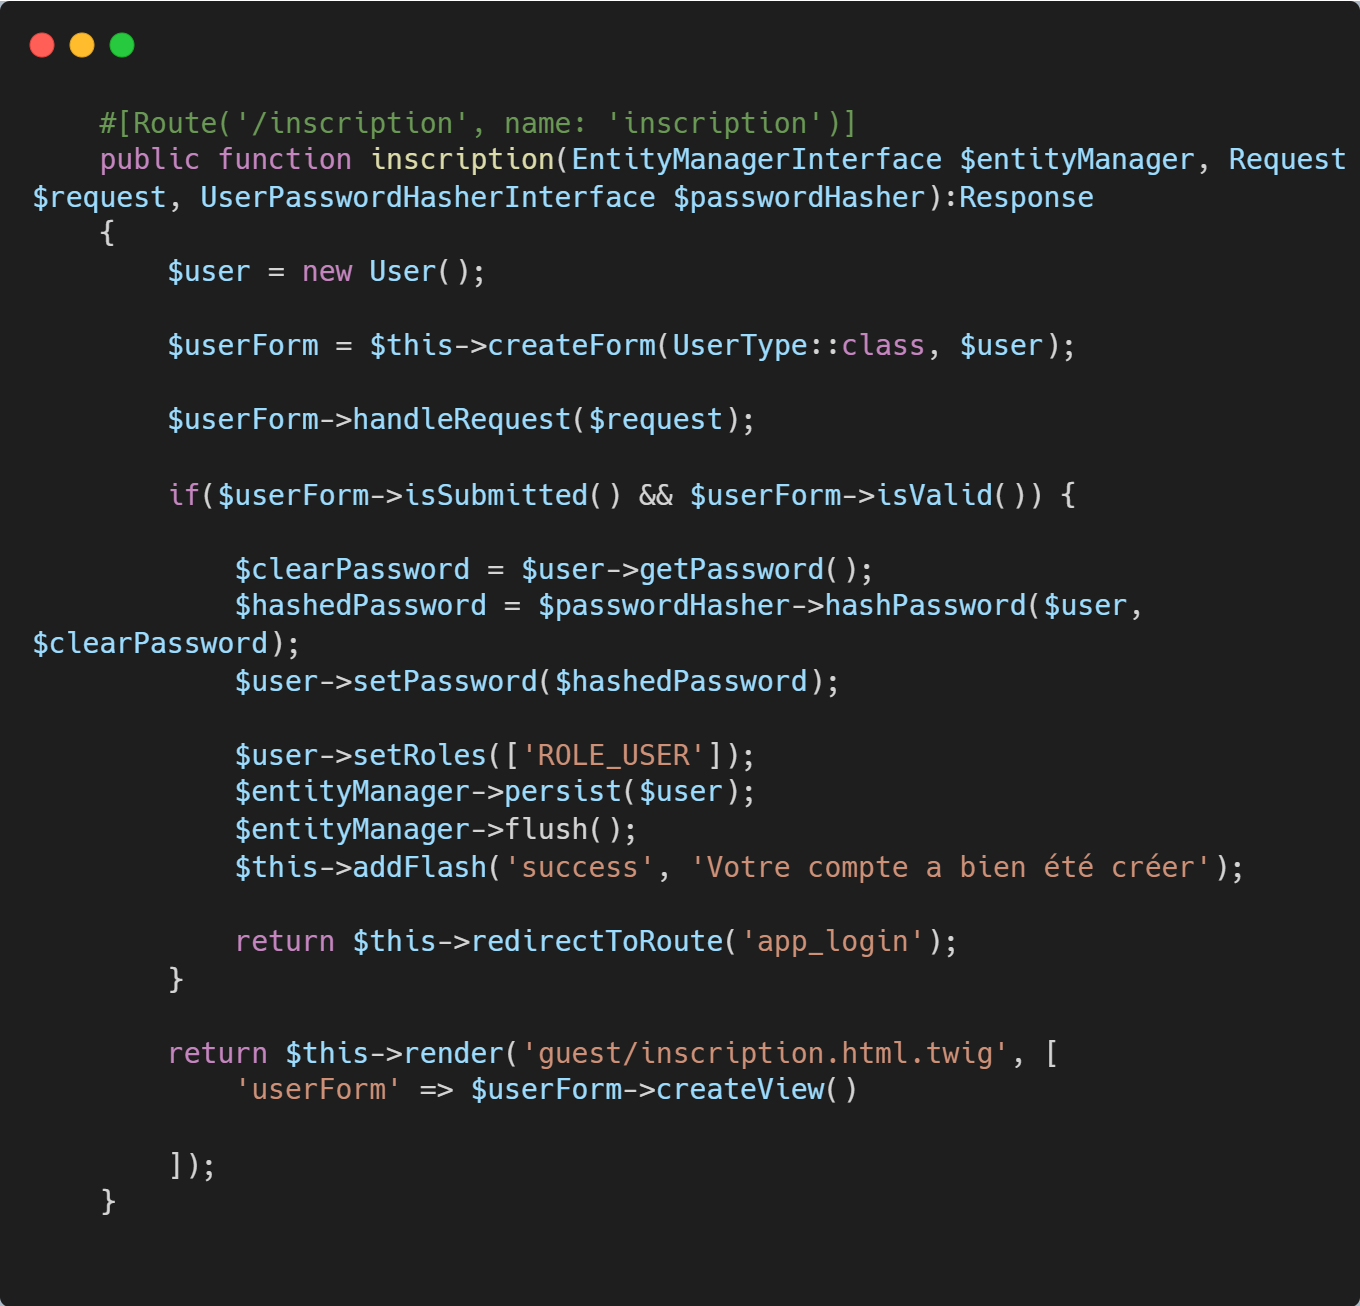 #[Route('/inscription', name: 'inscription')]
public function inscription(EntityManagerInterface $entityManager, Request
$request, UserPasswordHasherInterface $passwordHasher):Response
{
$user = new User();
$userForm = $this->createForm(UserType::class, $user);
$userForm->handleRequest($request);
if($userForm->isSubmitted() && $userForm->isValid()) {
$clearPassword = $user->getPassword();
$hashedPassword = $passwordHasher->hashPassword($user,
$clearPassword);
$user->setPassword($hashedPassword);
$user->setRoles(['ROLE_USER']);
$entityManager->persist($user);
$entityManager->flush();
$this->addFlash('success', 'Votre compte a bien été créer');
return $this->redirectToRoute('app_login');
}
return $this->render('guest/inscription.html.twig', [
'userForm' => $userForm->createView()
]);
}